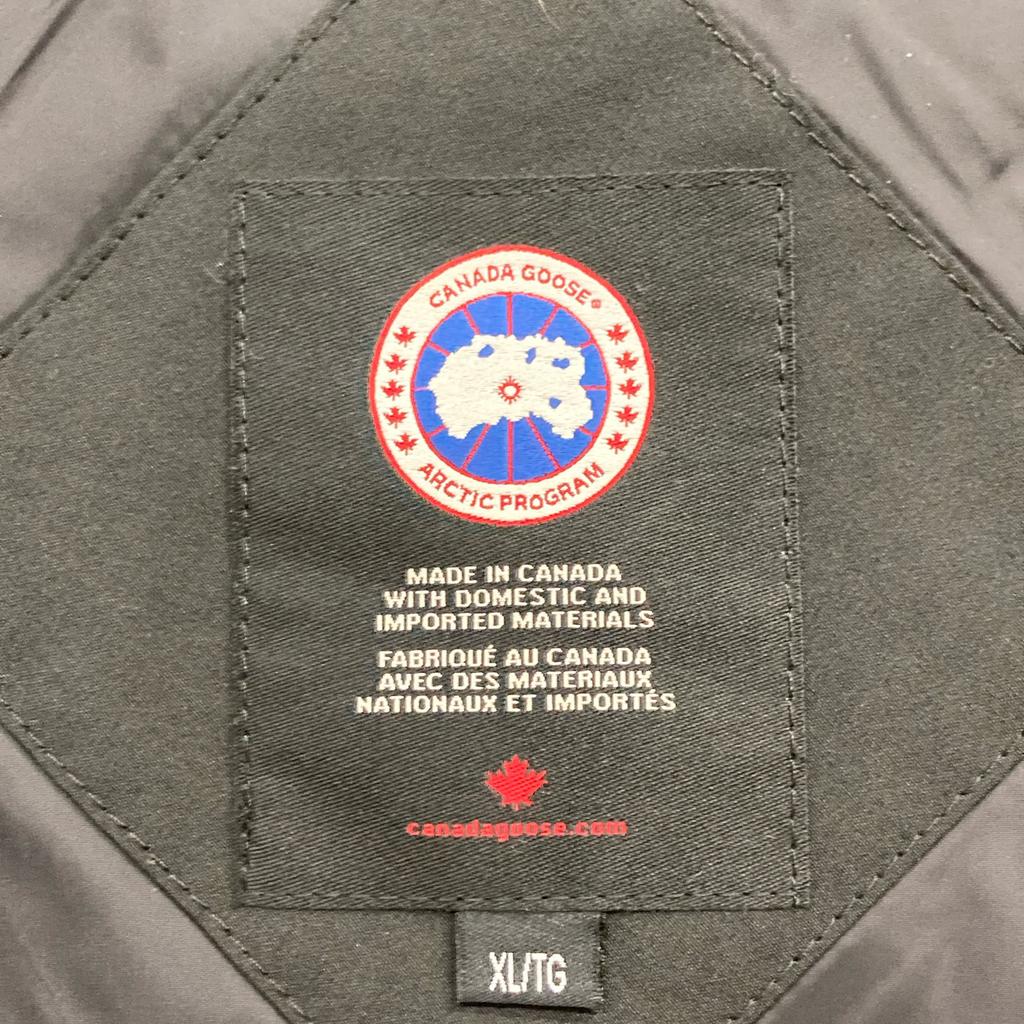 CANADA GOOSE®
ARCTIC PROGRAM
MADE IN CANADA
WITH DOMESTIC AND
IMPORTED MATERIALS
FABRIQUÉ AU CANADA
AVEC DES MATERIAUX
NATIONAUX ET IMPORTÉS
canadagoose.com
XL/TG